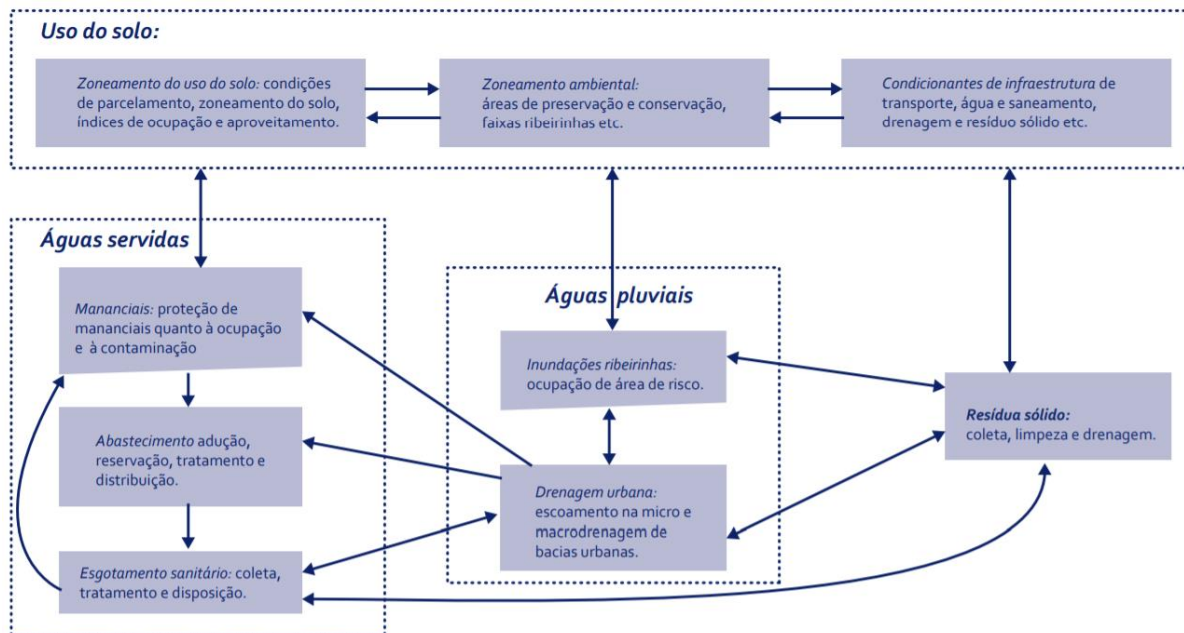 Uso do solo:
Zoneamento do uso do solo: condições
de parcelamento, zoneamento do solo,
índices de ocupação e aproveitamento.
Zoneamento ambiental:
áreas de preservação e conservação,
faixas ribeirinhas etc.
Condicionantes de infraestrutura de
transporte, água e saneamento,
drenagem e resíduo sólido etc.
Águas servidas
Mananciais: proteção de
mananciais quanto à ocupação
e à contaminação
Abastecimento adução,
reservação, tratamento e
distribuição.
Esgotamento sanitário: coleta,
tratamento e disposição.
Águas pluviais
Inundações ribeirinhas:
ocupação de área de risco.
Drenagem urbana:
escoamento na micro e
macrodrenagem de
bacias urbanas.
Resídua sólido:
coleta, limpeza e drenagem.